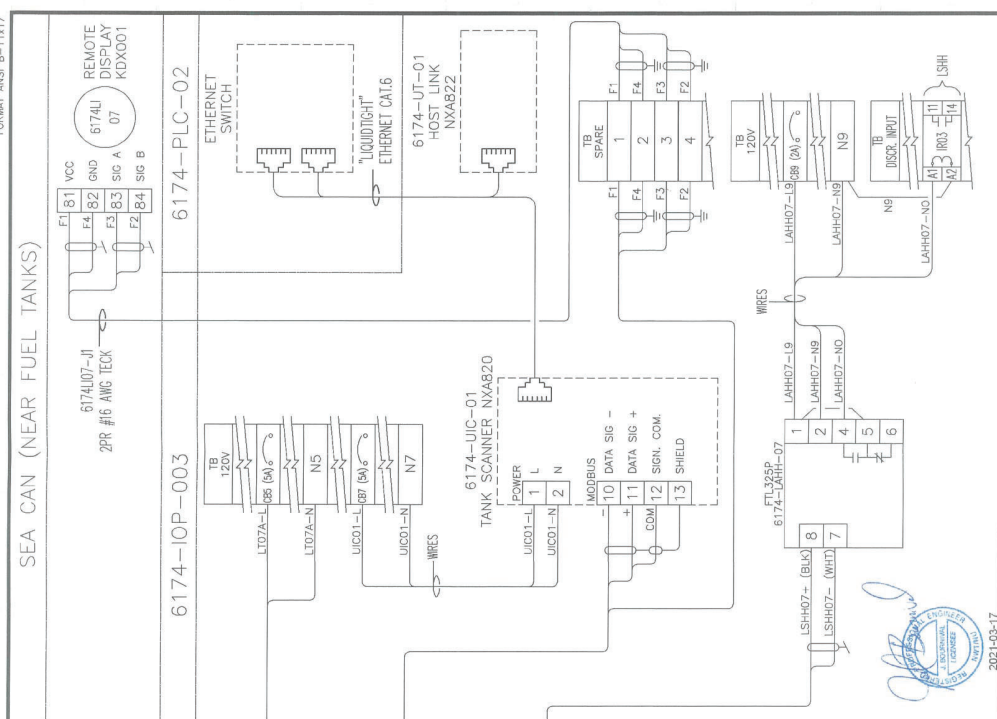 FORMAT ANSI B-11X17
SEA CAN (NEAR FUEL TANKS)
REMOTE
DISPLAY
KDX001
6174LI
07
81 VCC
82 GND
83 SIG A
84 SIG B
F1
F4
F3
F2
6174LI07-J1
2PR #16 AWG TECK
6174-PLC-02
ETHERNET
SWITCH
"LIQUIDTIGHT"
ETHERNET CAT.6
6174-UT-01
HOST LINK
NXA822
6174-IOP-003
TB
120V
CB5 (5A)
N5
CB7 (5A)
N7
LT07A-L
LT07A-N
UIC01-L
UIC01-N
WIRES
6174-UIC-01
TANK SCANNER NXA820
POWER
1 L
2 N
UIC01-L
UIC01-N
MODBUS
10 DATA SIG -
11 DATA SIG +
12 SIGN. COM.
13 SHIELD
-
+
COM
TB
SPARE
1
2
3
4
F1
F4
F3
F2
F1
F4
F3
F2
TB
120V
CB9 (2A)
N9
LAHH07-L9
LAHH07-N9
N9
TB
DISCR. INPUT
A1
A2
IR03
11
14
LSHH
LAHH07-NO
WIRES
LAHH07-L9
LAHH07-N9
LAHH07-NO
1
2
4
5
6
FTL325P
6174-LAHH-07
8
7
LSHH07+ (BLK)
LSHH07- (WHT)
REGISTERED PROFESSIONAL ENGINEER
J. BOURNIVAL
LICENSEE
2021-03-17